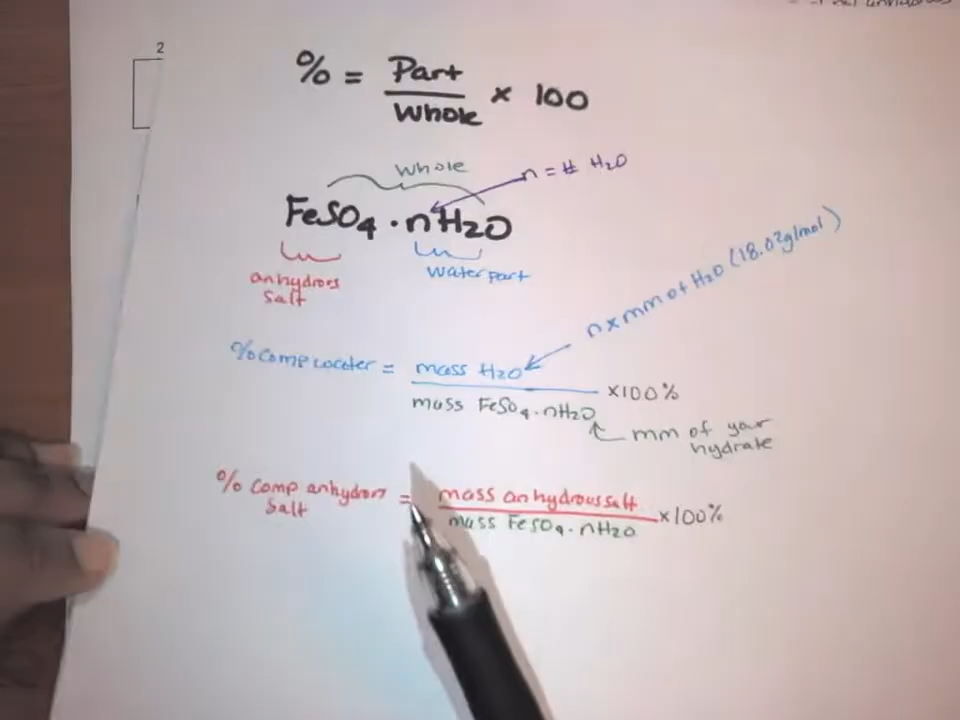 2
% = Part / Whole × 100
Whole
n = # H2O
FeSO4 · nH2O
anhydrous salt
Water part
n x mm of H2O (18.02g/mol)
% comp water = mass H2O / mass FeSO4 · nH2O ×100%
mm of your hydrate
% comp anhydrous salt = mass anhydrous salt / mass FeSO4 · nH2O ×100%